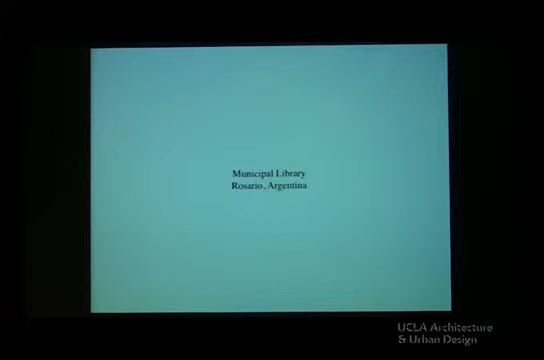 Municipal Library
Rosario, Argentina
UCLA Architecture
& Urban Design